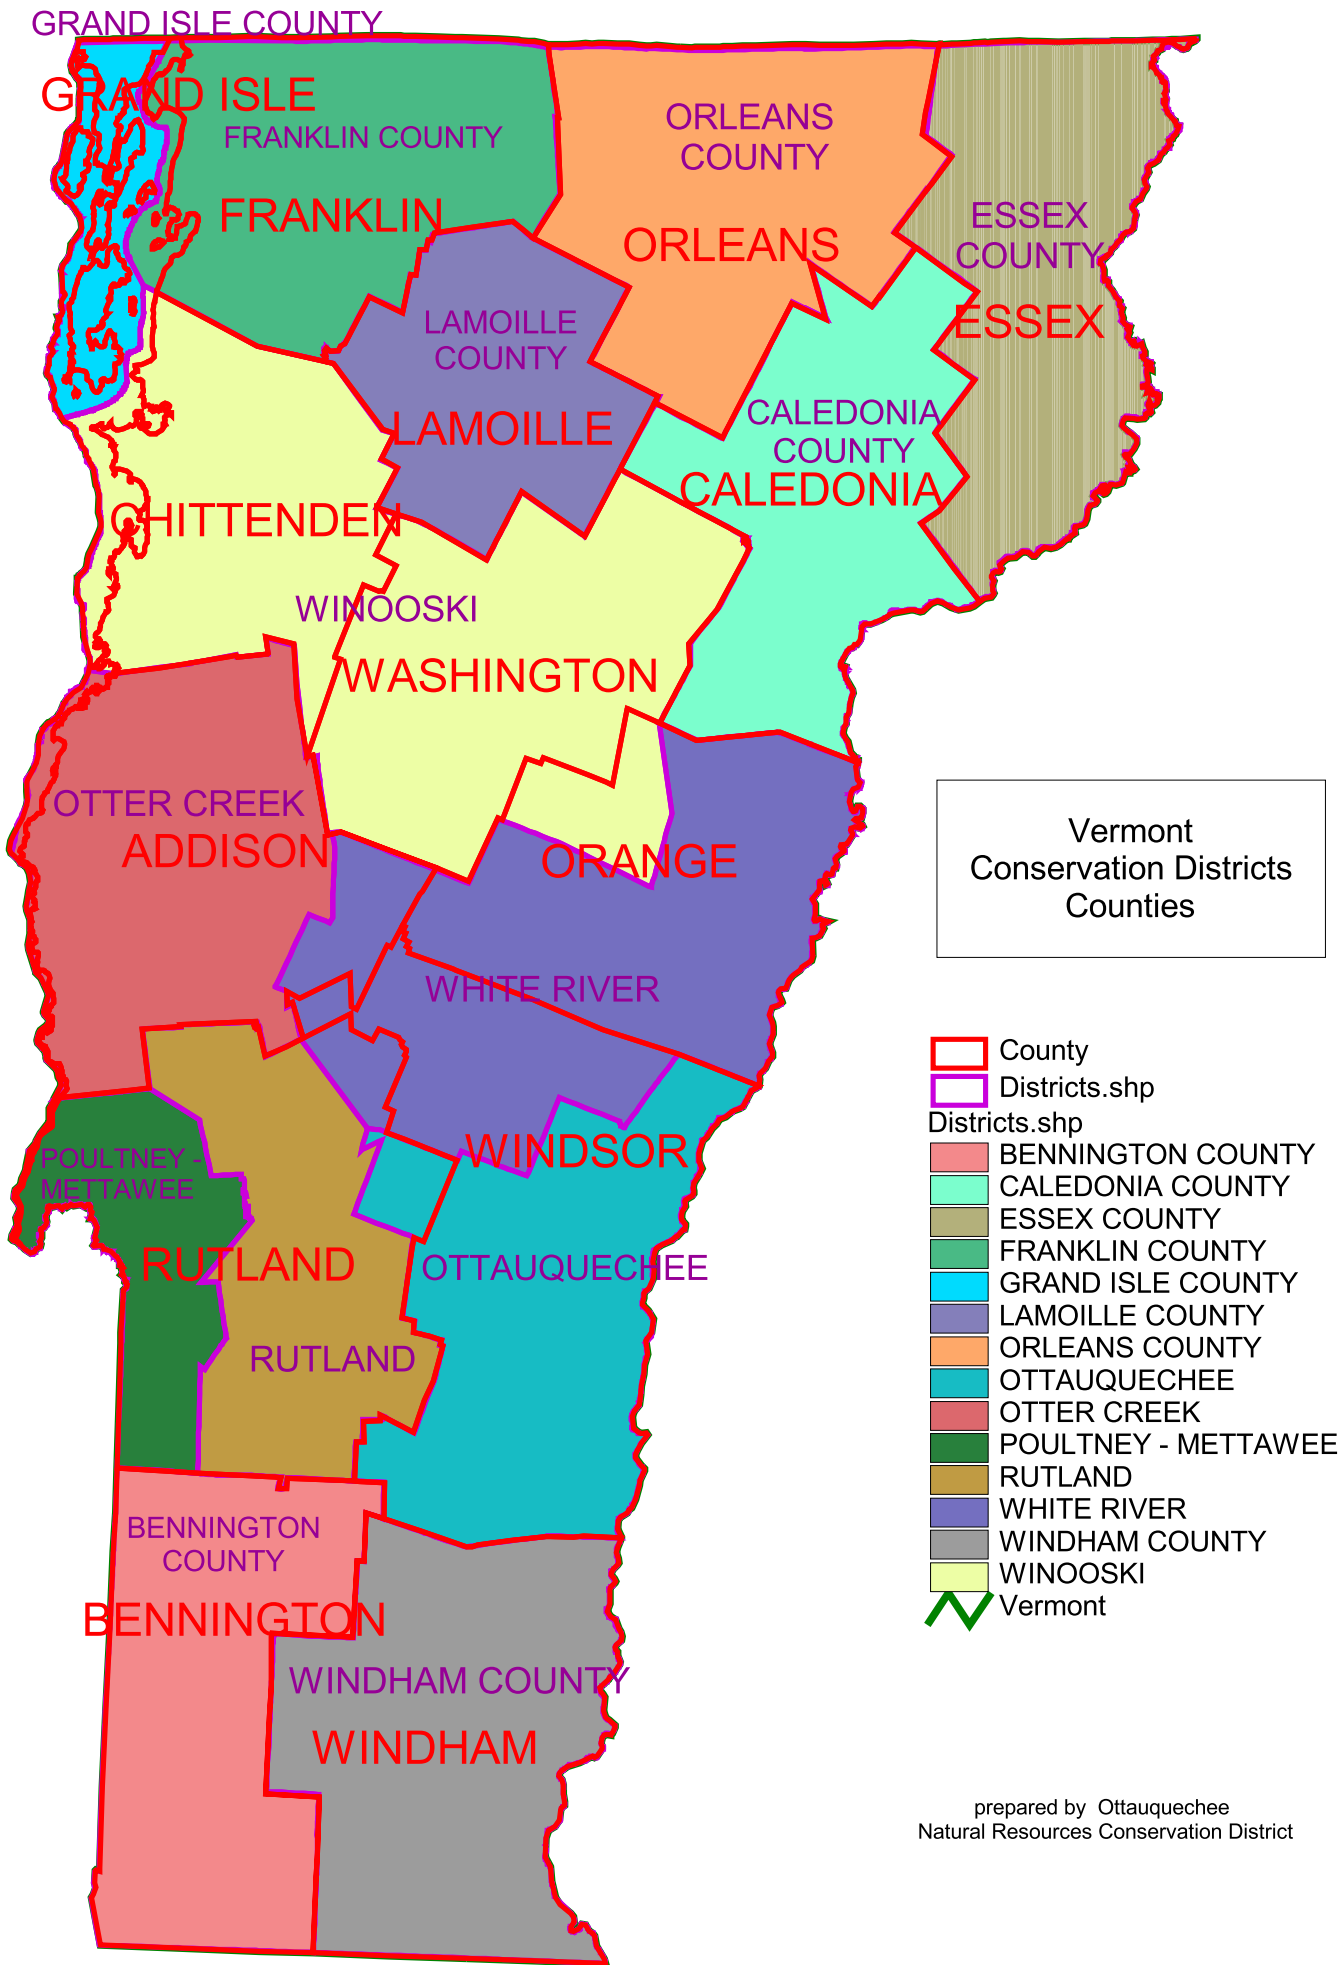 GRAND ISLE COUNTY
GRAND ISLE
FRANKLIN COUNTY
FRANKLIN
ORLEANS
COUNTY
ORLEANS
ESSEX
COUNTY
ESSEX
LAMOILLE
COUNTY
LAMOILLE
CALEDONIA
COUNTY
CALEDONIA
CHITTENDEN
WINOOSKI
WASHINGTON
OTTER CREEK
ADDISON
ORANGE
WHITE RIVER
WINDSOR
POULTNEY -
METTAWEE
RUTLAND
OTTAUQUECHEE
RUTLAND
BENNINGTON
COUNTY
BENNINGTON
WINDHAM COUNTY
WINDHAM
Vermont
Conservation Districts
Counties
County
Districts.shp
Districts.shp
BENNINGTON COUNTY
CALEDONIA COUNTY
ESSEX COUNTY
FRANKLIN COUNTY
GRAND ISLE COUNTY
LAMOILLE COUNTY
ORLEANS COUNTY
OTTAUQUECHEE
OTTER CREEK
POULTNEY - METTAWEE
RUTLAND
WHITE RIVER
WINDHAM COUNTY
WINOOSKI
Vermont
prepared by Ottauquechee
Natural Resources Conservation District